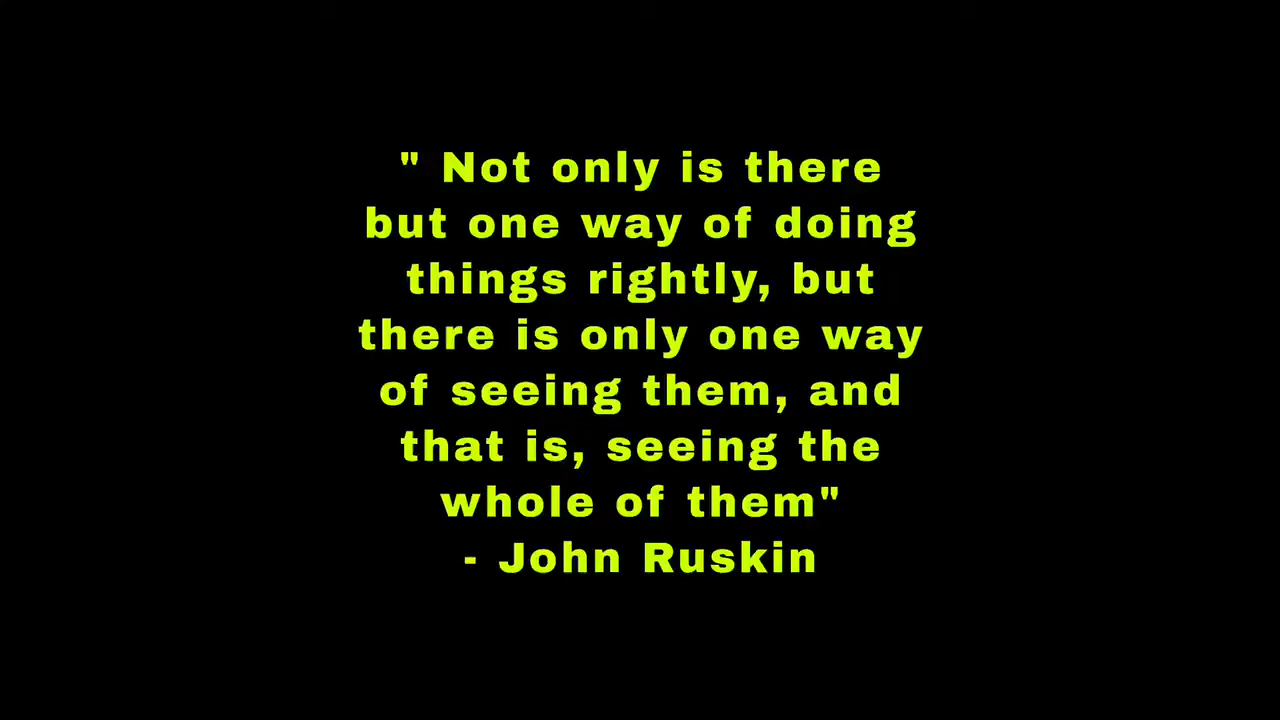 " Not only is there
but one way of doing
things rightly, but
there is only one way
of seeing them, and
that is, seeing the
whole of them"
- John Ruskin